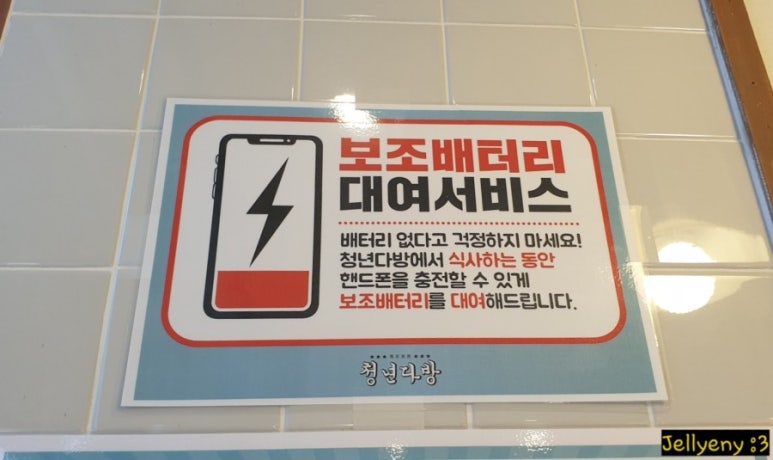 보조배터리
대여서비스
배터리 없다고 걱정하지 마세요!
청년다방에서 식사하는 동안
핸드폰을 충전할 수 있게
보조배터리를 대여해드립니다.
청년다방
Jellyeny :3